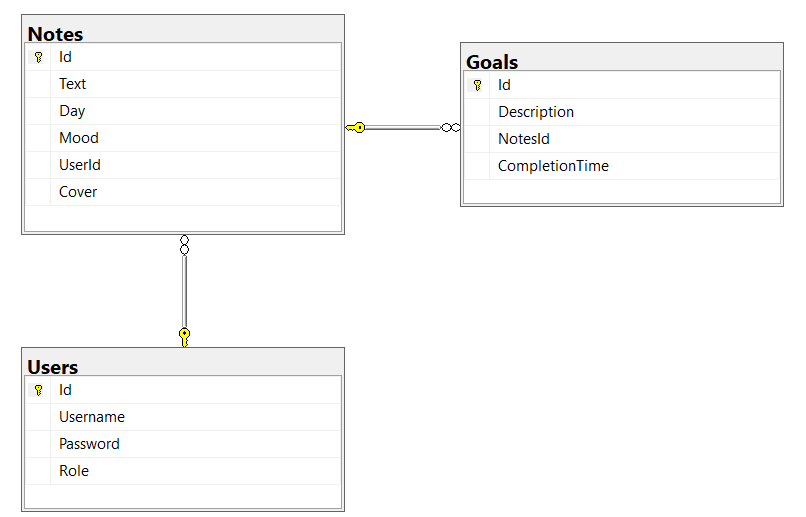 Notes
Id
Text
Day
Mood
UserId
Cover
Goals
Id
Description
NotesId
CompletionTime
Users
Id
Username
Password
Role